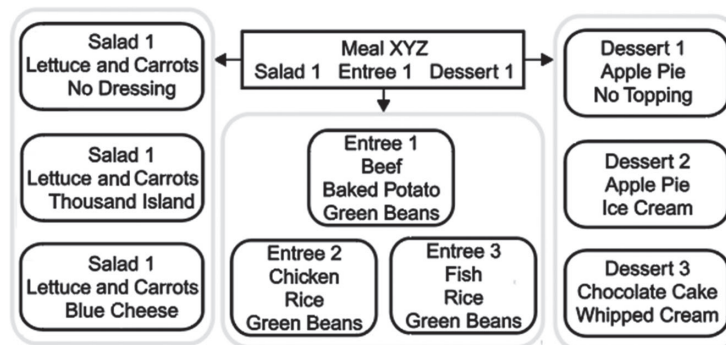 Meal XYZ
Salad 1 Entree 1 Dessert 1
Salad 1
Lettuce and Carrots
No Dressing
Salad 1
Lettuce and Carrots
Thousand Island
Salad 1
Lettuce and Carrots
Blue Cheese
Entree 1
Beef
Baked Potato
Green Beans
Entree 2
Chicken
Rice
Green Beans
Entree 3
Fish
Rice
Green Beans
Dessert 1
Apple Pie
No Topping
Dessert 2
Apple Pie
Ice Cream
Dessert 3
Chocolate Cake
Whipped Cream